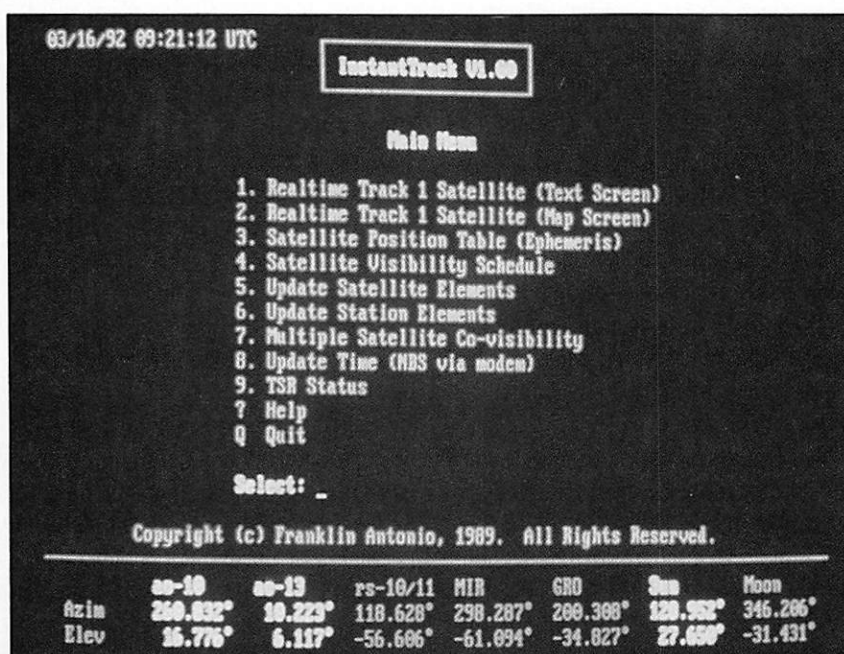 03/16/92 09:21:12 UTC
InstantTrack V1.00
Main Menu
1. Realtime Track 1 Satellite (Text Screen)
2. Realtime Track 1 Satellite (Map Screen)
3. Satellite Position Table (Ephemeris)
4. Satellite Visibility Schedule
5. Update Satellite Elements
6. Update Station Elements
7. Multiple Satellite Co-visibility
8. Update Time (NBS via modem)
9. TSR Status
? Help
Q Quit
Select: _
Copyright (c) Franklin Antonio, 1989. All Rights Reserved.
ao-10 ao-13 rs-10/11 MIR GRO Sun Moon
Azim 260.832° 10.223° 118.628° 298.287° 200.308° 128.952° 346.206°
Elev 16.776° 6.117° -56.606° -61.094° -34.827° 27.650° -31.431°